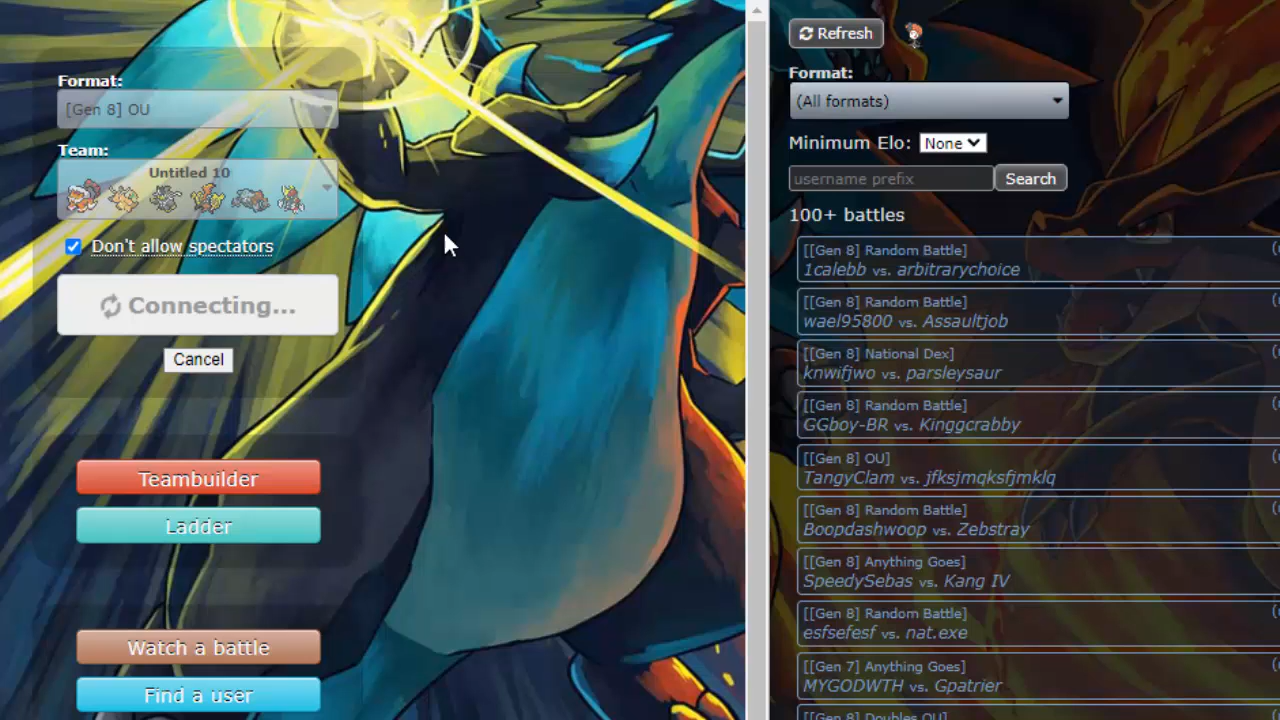 Format:
[Gen 8] OU
Team:
Untitled 10
Don't allow spectators
Connecting...
Cancel
Teambuilder
Ladder
Watch a battle
Find a user
Refresh
Format:
(All formats)
Minimum Elo: None
username prefix Search
100+ battles
[[Gen 8] Random Battle]
1calebb vs. arbitrarychoice
[[Gen 8] Random Battle]
wael95800 vs. Assaultjob
[[Gen 8] National Dex]
knwifjwo vs. parsleysaur
[[Gen 8] Random Battle]
GGboy-BR vs. Kinggcrabby
[[Gen 8] OU]
TangyClam vs. jfksjmqksfjmklq
[[Gen 8] Random Battle]
Boopdashwoop vs. Zebstray
[[Gen 8] Anything Goes]
SpeedySebas vs. Kang IV
[[Gen 8] Random Battle]
esfsefesf vs. nat.exe
[[Gen 7] Anything Goes]
MYGODWTH vs. Gpatrier
[[Gen 8] Doubles OU]